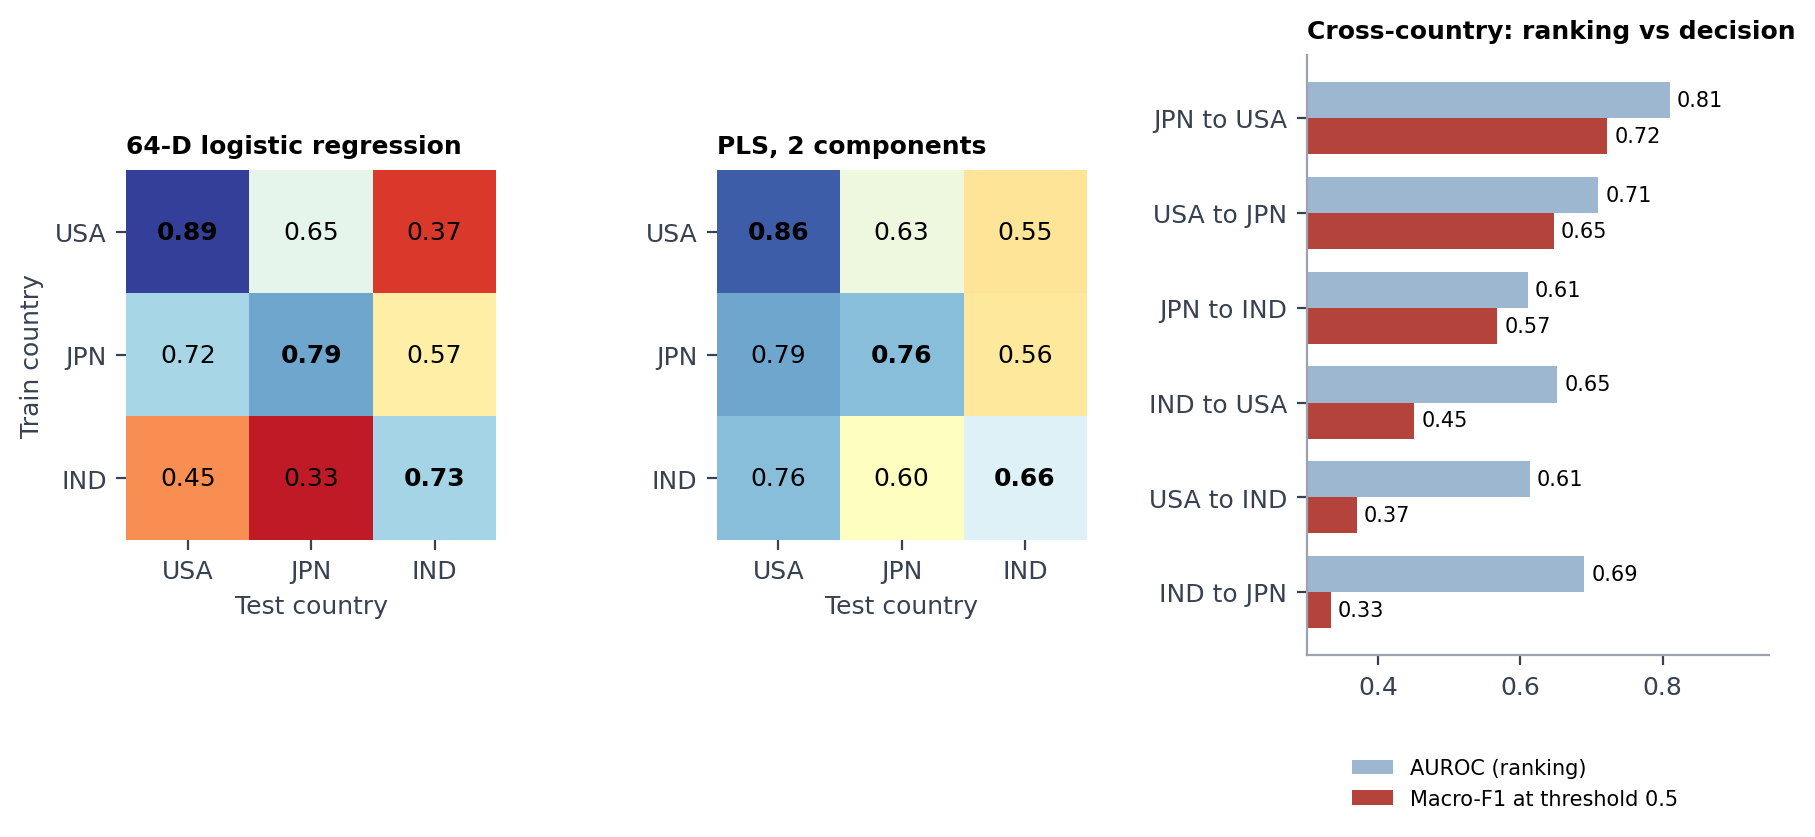 64-D logistic regression
Train country
USA
0.89 0.65 0.37
JPN
0.72 0.79 0.57
IND
0.45 0.33 0.73
USA JPN IND
Test country
PLS, 2 components
USA
0.86 0.63 0.55
JPN
0.79 0.76 0.56
IND
0.76 0.60 0.66
USA JPN IND
Test country
Cross-country: ranking vs decision
JPN to USA
0.81
0.72
USA to JPN
0.71
0.65
JPN to IND
0.61
0.57
IND to USA
0.65
0.45
USA to IND
0.61
0.37
IND to JPN
0.69
0.33
0.4 0.6 0.8
AUROC (ranking)
Macro-F1 at threshold 0.5